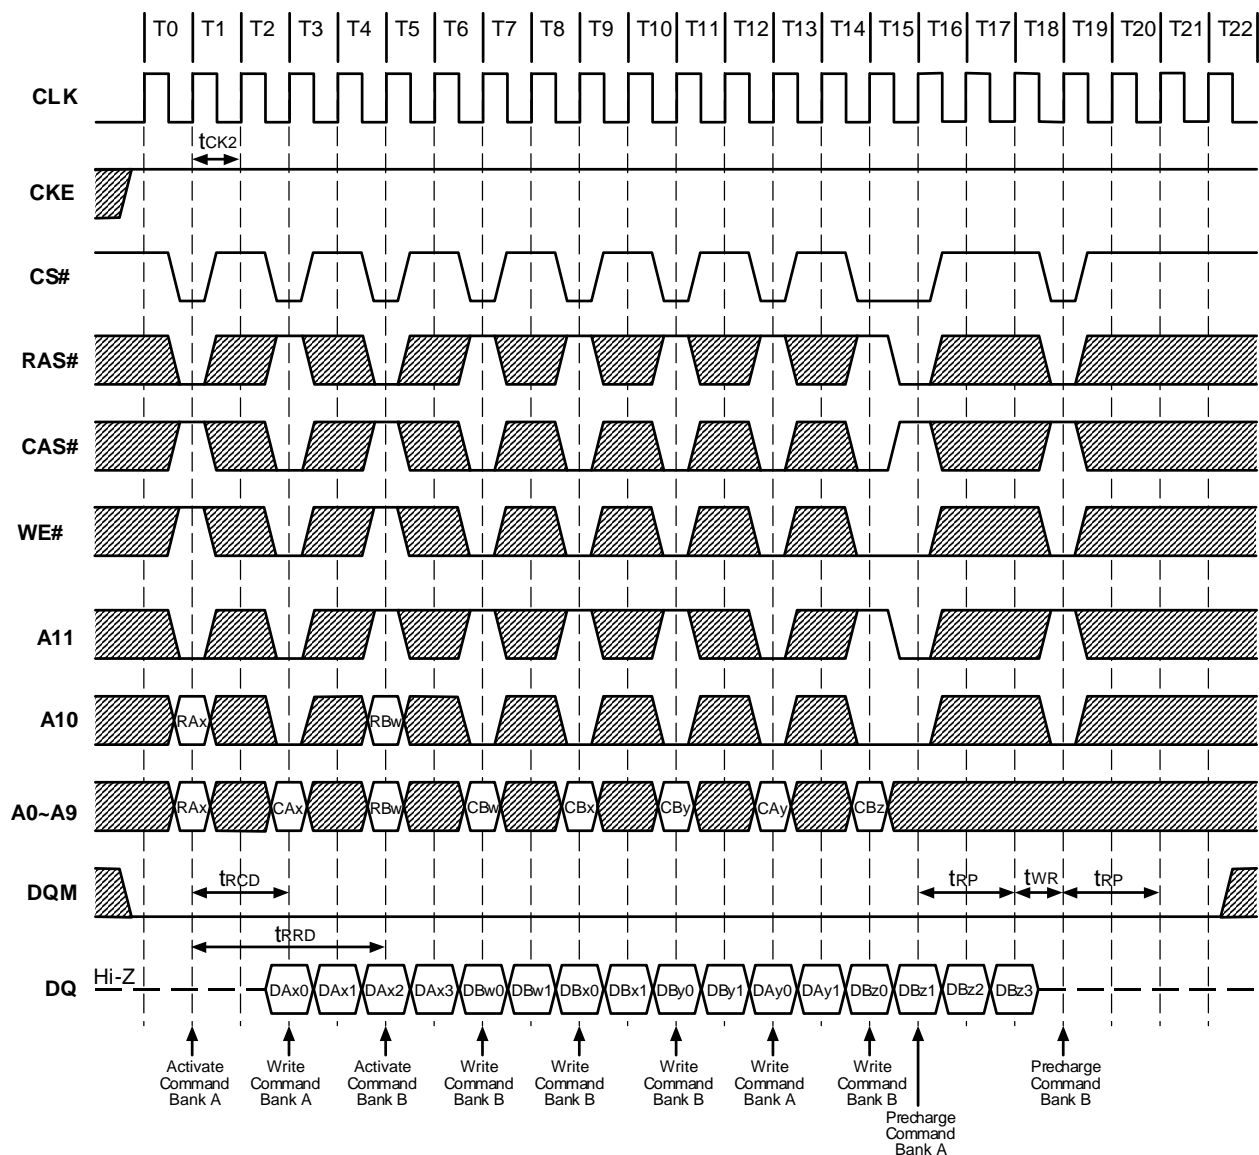 T0 T1 T2 T3 T4 T5 T6 T7 T8 T9 T10 T11 T12 T13 T14 T15 T16 T17 T18 T19 T20 T21 T22
CLK
tCK2
CKE
CS#
RAS#
CAS#
WE#
A11
A10 RAx RBw
A0~A9 RAx CAx RBw CBw CBx CBy CAy CBz
DQM tRCD tRP tWR tRP
tRRD
DQ Hi-Z DAx0 DAx1 DAx2 DAx3 DBw0 DBw1 DBx0 DBx1 DBy0 DBy1 DAy0 DAy1 DBz0 DBz1 DBz2 DBz3
Activate
Command
Bank A
Write
Command
Bank A
Activate
Command
Bank B
Write
Command
Bank B
Write
Command
Bank B
Write
Command
Bank B
Write
Command
Bank A
Write
Command
Bank B
Precharge
Command
Bank A
Precharge
Command
Bank B